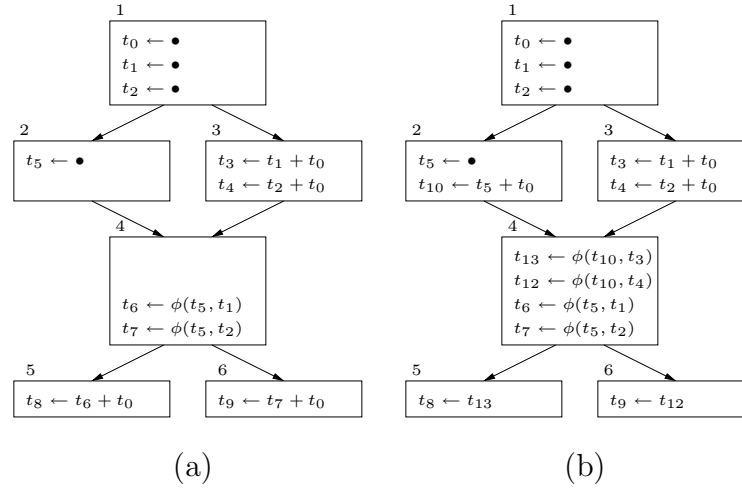 1
t₀ ← •
t₁ ← •
t₂ ← •
2
t₅ ← •
3
t₃ ← t₁ + t₀
t₄ ← t₂ + t₀
4
t₆ ← ϕ(t₅, t₁)
t₇ ← ϕ(t₅, t₂)
5
t₈ ← t₆ + t₀
6
t₉ ← t₇ + t₀
(a)
1
t₀ ← •
t₁ ← •
t₂ ← •
2
t₅ ← •
t₁₀ ← t₅ + t₀
3
t₃ ← t₁ + t₀
t₄ ← t₂ + t₀
4
t₁₃ ← ϕ(t₁₀, t₃)
t₁₂ ← ϕ(t₁₀, t₄)
t₆ ← ϕ(t₅, t₁)
t₇ ← ϕ(t₅, t₂)
5
t₈ ← t₁₃
6
t₉ ← t₁₂
(b)